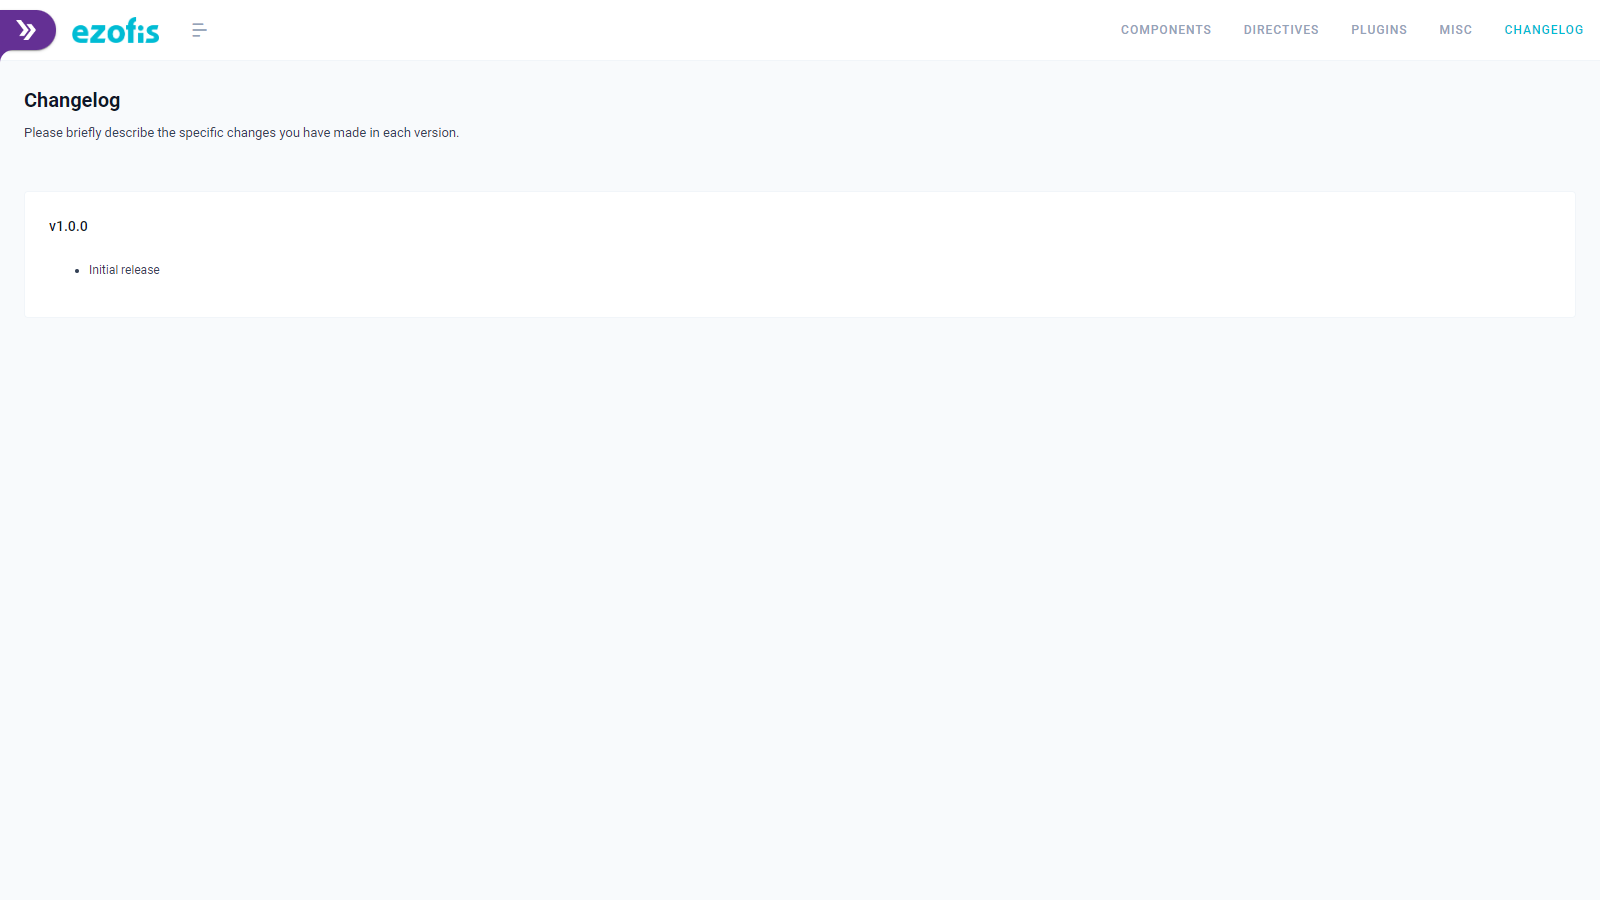 ezofis
COMPONENTS DIRECTIVES PLUGINS MISC CHANGELOG
Changelog
Please briefly describe the specific changes you have made in each version.
v1.0.0
Initial release